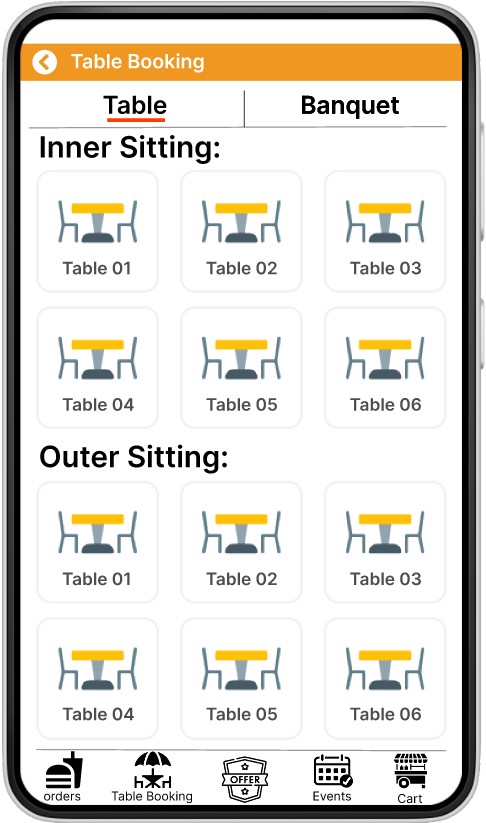 Table Booking
Table Banquet
Inner Sitting:
Table 01 Table 02 Table 03
Table 04 Table 05 Table 06
Outer Sitting:
Table 01 Table 02 Table 03
Table 04 Table 05 Table 06
OFFER
orders Table Booking Events Cart